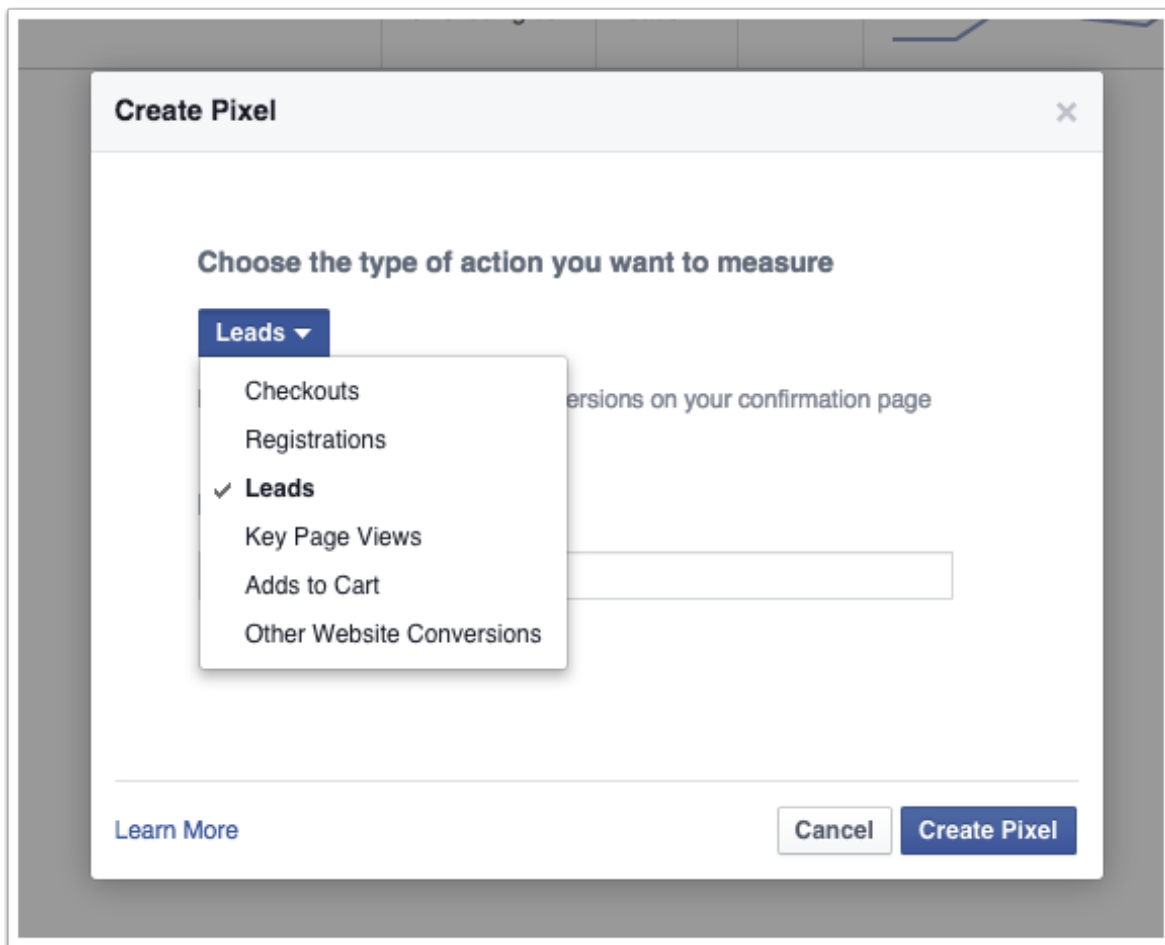 Create Pixel
×
Choose the type of action you want to measure
Leads
Checkouts
ersions on your confirmation page
Registrations
Leads
Key Page Views
Adds to Cart
Other Website Conversions
Learn More
Cancel
Create Pixel